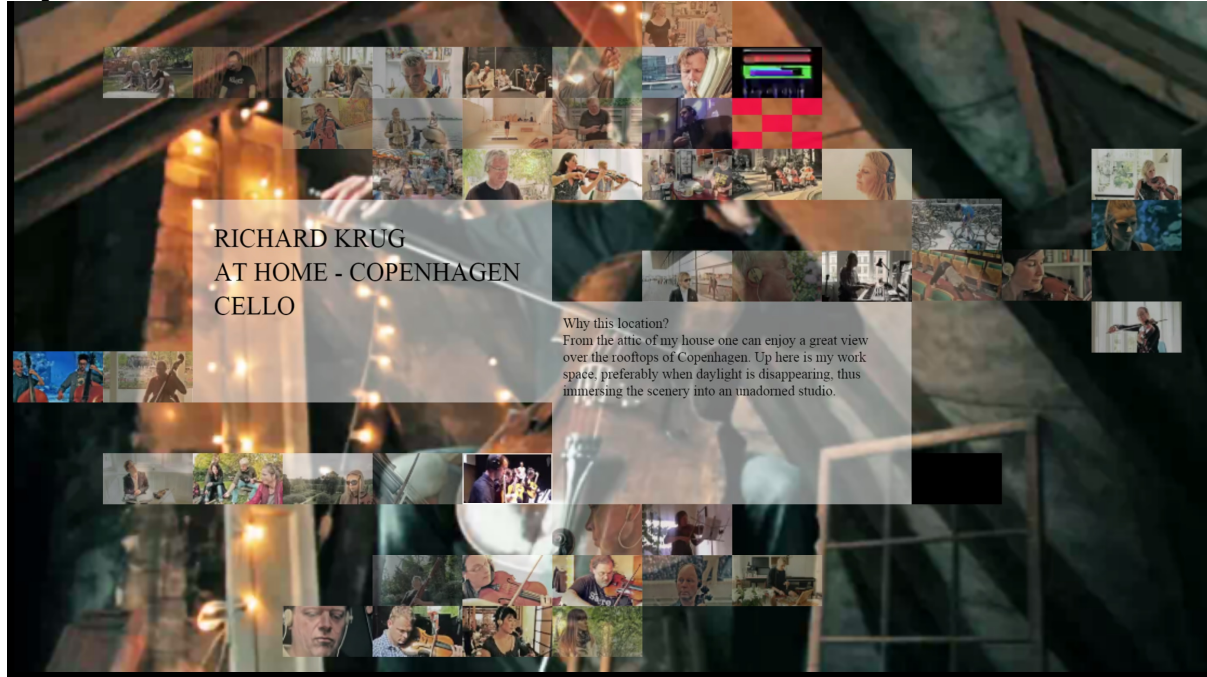 RICHARD KRUG
AT HOME - COPENHAGEN
CELLO
Why this location?
From the attic of my house one can enjoy a great view
over the rooftops of Copenhagen. Up here is my work
space, preferably when daylight is disappearing, thus
immersing the scenery into an unadorned studio.